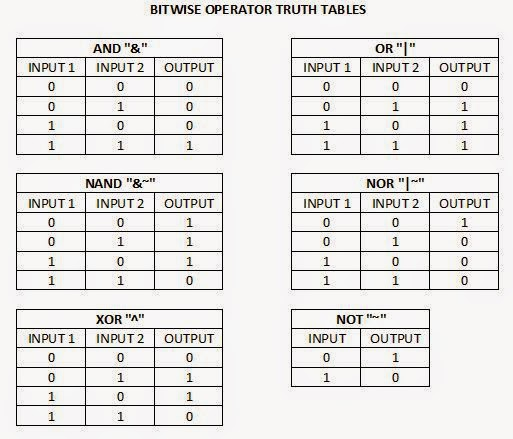 BITWISE OPERATOR TRUTH TABLES
AND "&"
INPUT 1 INPUT 2 OUTPUT
0 0 0
0 1 0
1 0 0
1 1 1
OR "|"
INPUT 1 INPUT 2 OUTPUT
0 0 0
0 1 1
1 0 1
1 1 1
NAND "&~"
INPUT 1 INPUT 2 OUTPUT
0 0 1
0 1 1
1 0 1
1 1 0
NOR "|~"
INPUT 1 INPUT 2 OUTPUT
0 0 1
0 1 0
1 0 0
1 1 0
XOR "^"
INPUT 1 INPUT 2 OUTPUT
0 0 0
0 1 1
1 0 1
1 1 0
NOT "~"
INPUT OUTPUT
0 1
1 0